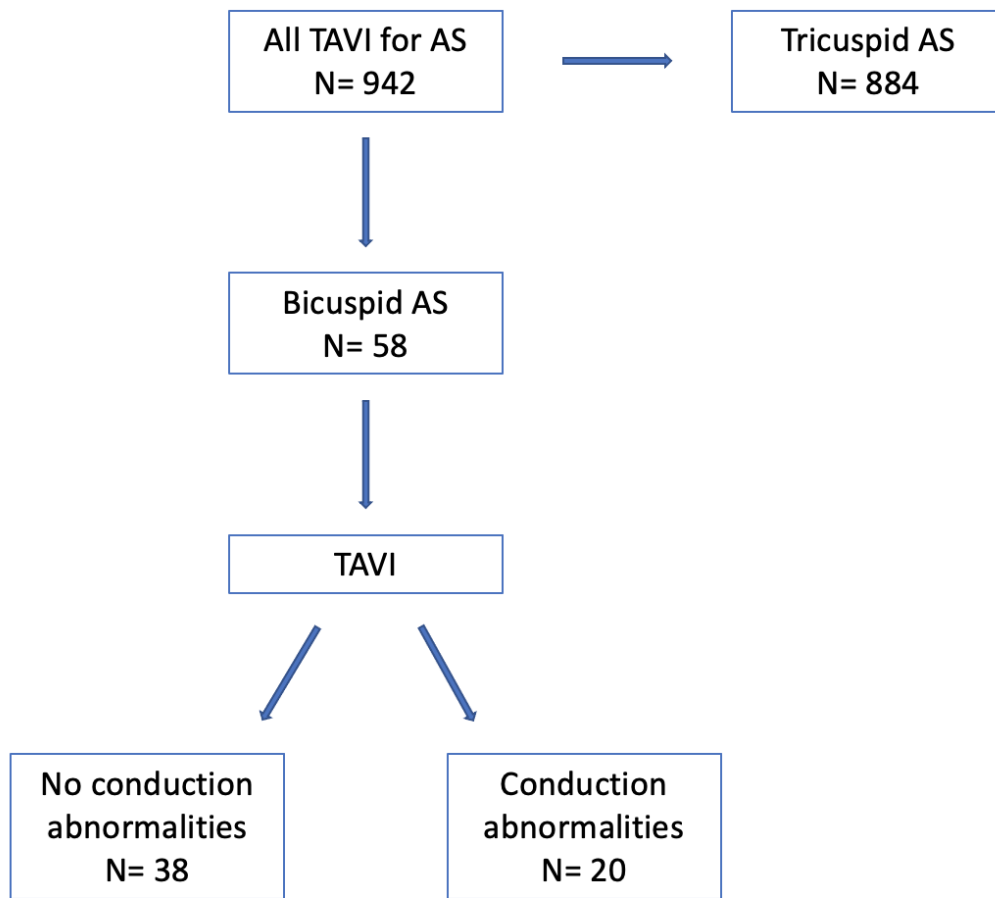 All TAVI for AS
N= 942
Tricuspid AS
N= 884
Bicuspid AS
N= 58
TAVI
No conduction
abnormalities
N= 38
Conduction
abnormalities
N= 20